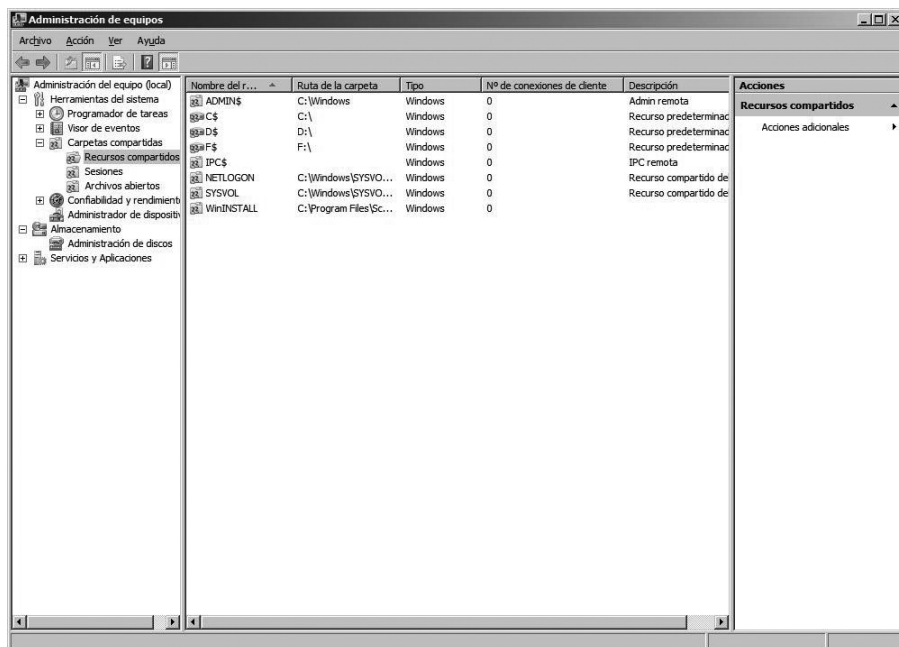 Administración de equipos
Archivo Acción Ver Ayuda
Administración del equipo (local)
Herramientas del sistema
Programador de tareas
Visor de eventos
Carpetas compartidas
Recursos compartidos
Sesiones
Archivos abiertos
Confiabilidad y rendimient
Administrador de dispositiv
Almacenamiento
Administración de discos
Servicios y Aplicaciones
Nombre del r... Ruta de la carpeta Tipo Nº de conexiones de cliente Descripción
ADMIN$ C:\Windows Windows 0 Admin remota
C$ C:\ Windows 0 Recurso predeterminad
D$ D:\ Windows 0 Recurso predeterminad
F$ F:\ Windows 0 Recurso predeterminad
IPC$ Windows 0 IPC remota
NETLOGON C:\Windows\SYSVO... Windows 0 Recurso compartido del
SYSVOL C:\Windows\SYSVO... Windows 0 Recurso compartido del
WinINSTALL C:\Program Files\Sc... Windows 0
Acciones
Recursos compartidos
Acciones adicionales